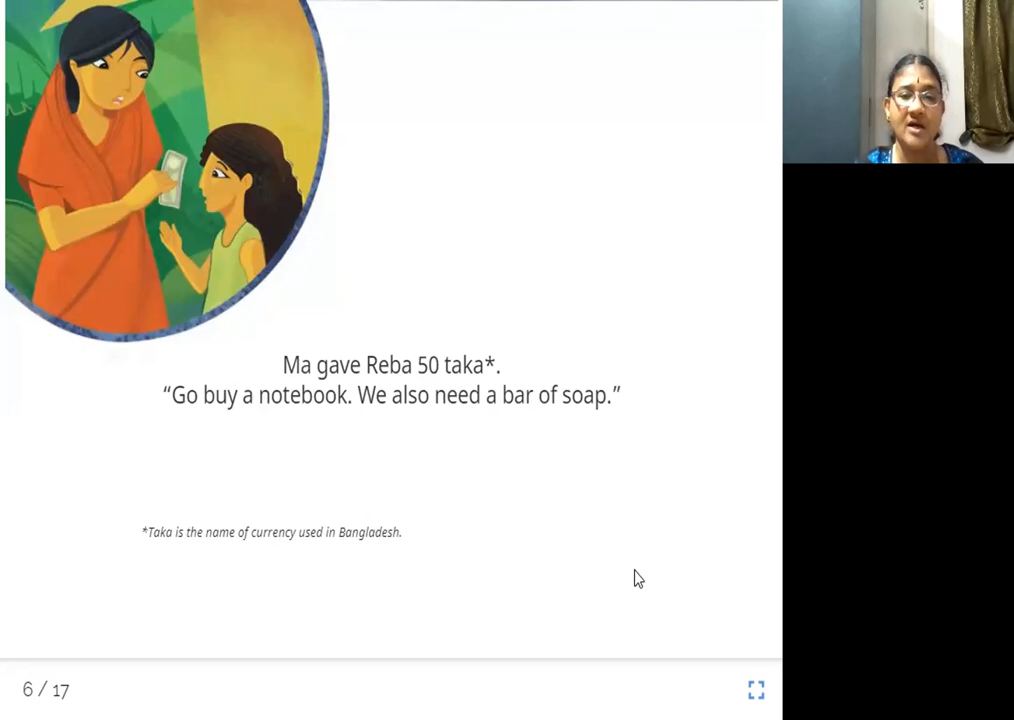 Ma gave Reba 50 taka*.
“Go buy a notebook. We also need a bar of soap.”
*Taka is the name of currency used in Bangladesh.
6 / 17